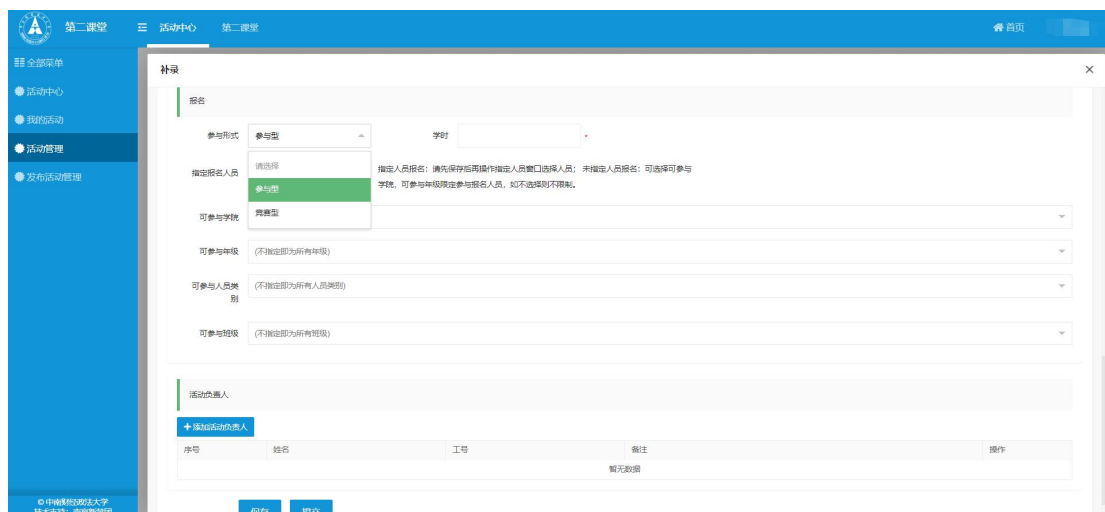 第二课堂
活动中心
第二课堂
首页
全部菜单
活动中心
我的活动
活动管理
发布活动管理
补录
报名
参与形式
参与型
学时
*
请选择
参与型
竞赛型
指定报名人员
指定人员报名：请先保存后再操作指定人员窗口选择人员； 未指定人员报名：可选择可参与
学院，可参与年级限定参与报名人员，如不选择则不限制。
可参与学院
可参与年级
(不指定即为所有年级)
可参与人员类
别
(不指定即为所有人员类别)
可参与班级
(不指定即为所有班级)
活动负责人
+添加活动负责人
序号 姓名 工号 备注 操作
暂无数据
保存 提交
© 中南财经政法大学